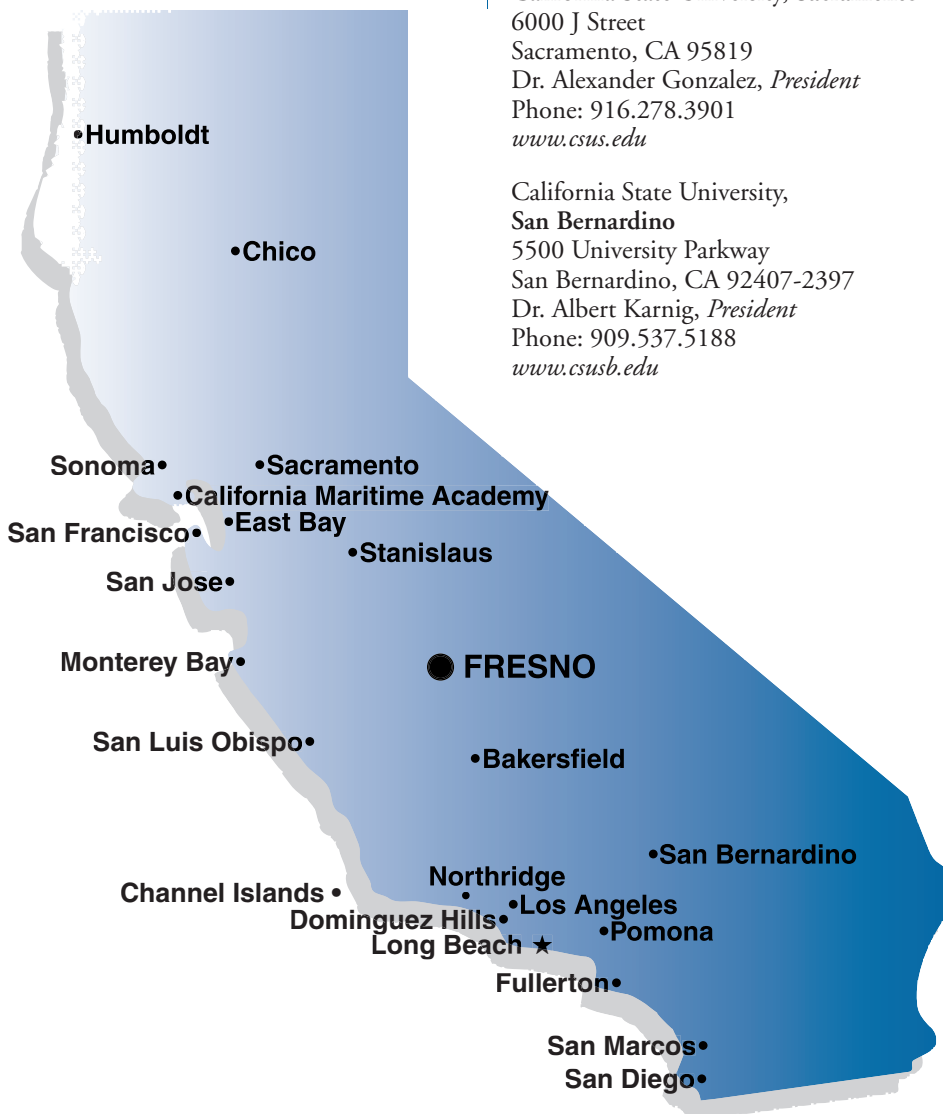 6000 J Street
Sacramento, CA 95819
Dr. Alexander Gonzalez, President
Phone: 916.278.3901
www.csus.edu
California State University,
San Bernardino
5500 University Parkway
San Bernardino, CA 92407-2397
Dr. Albert Karnig, President
Phone: 909.537.5188
www.csusb.edu
Humboldt
Chico
Sonoma
Sacramento
California Maritime Academy
East Bay
San Francisco
Stanislaus
San Jose
Monterey Bay
FRESNO
San Luis Obispo
Bakersfield
San Bernardino
Northridge
Channel Islands
Los Angeles
Dominguez Hills
Pomona
Long Beach
Fullerton
San Marcos
San Diego